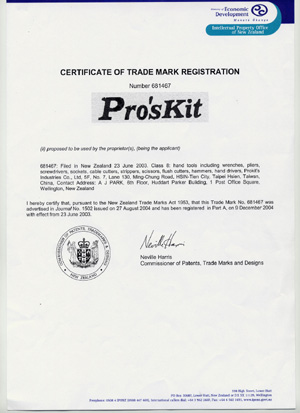 Economic
Development
Intellectual Property Office
of New Zealand
CERTIFICATE OF TRADE MARK REGISTRATION
Number 681467
Pro'sKit
(is proposed to be used by the proprietor(s), (being the applicant)
681467: Filed in New Zealand 23 June 2003. Class 8: hand tools including wrenches, pliers,
screwdrivers, sockets, cable cutters, strippers, scissors, flush cutters, hammers, hand drivers. Prokit's
Industries Co., Ltd, 5F, No. 7, Lane 130, Ming-Chung Road, HSIN-Tien City, Taipei Hsien, Taiwan,
China. Contact Address: A J PARK, 6th Floor, Huddart Parker Building, 1 Post Office Square,
Wellington, New Zealand
I hereby certify that, pursuant to the New Zealand Trade Marks Act 1953, that this Trade Mark No. 681467 was
advertised in Journal No. 1502 issued on 27 August 2004 and has been registered in Part A, on 9 December 2004
with effect from 23 June 2003.
Neville Harris
Commissioner of Patents, Trade Marks and Designs
NEW ZEALAND